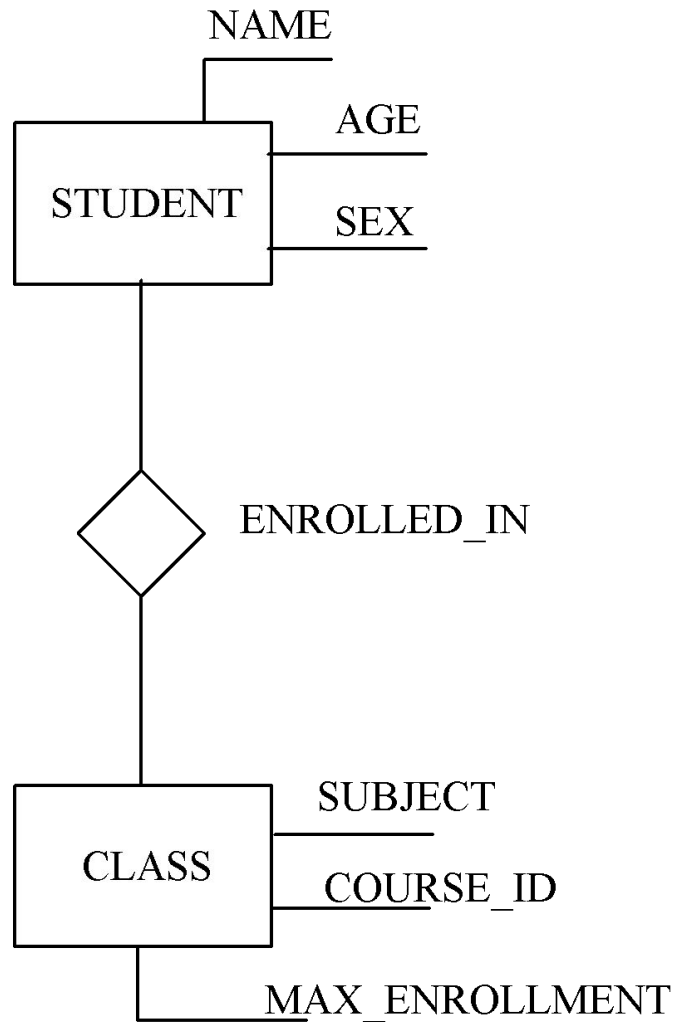 NAME
AGE
STUDENT
SEX
ENROLLED_IN
SUBJECT
CLASS
COURSE_ID
MAX_ENROLLMENT